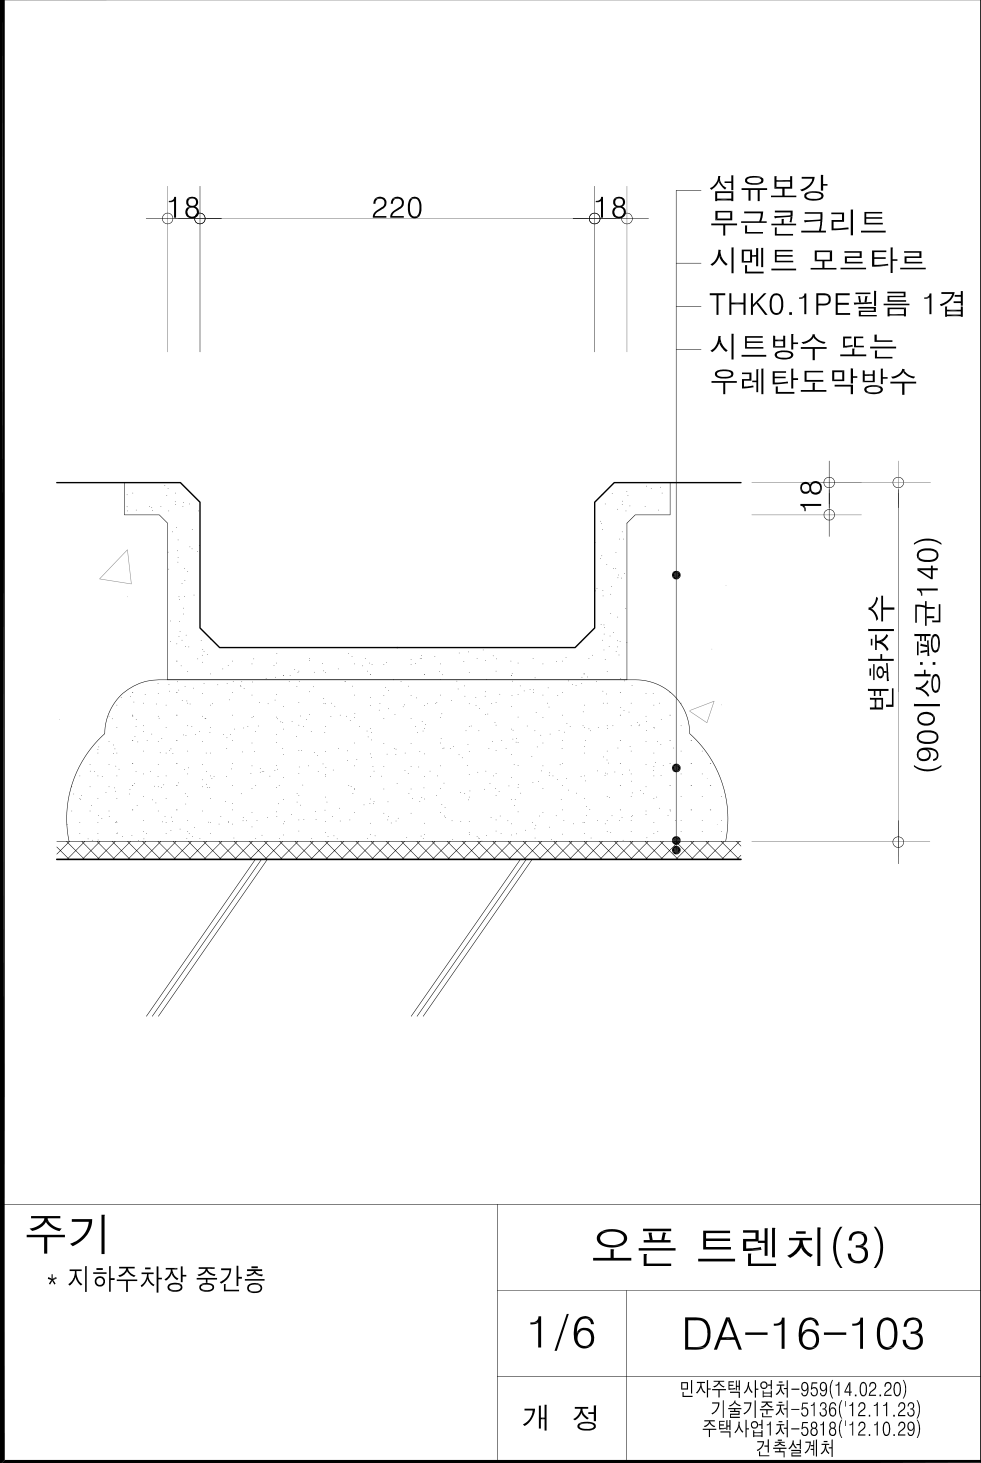 18 220 18
섬유보강
무근콘크리트
시멘트 모르타르
THK0.1PE필름 1겹
시트방수 또는
우레탄도막방수
18
변화치수
(90이상:평균140)
주기
* 지하주차장 중간층
오픈 트렌치(3)
1/6
DA-16-103
개 정
민자주택사업처-959(14.02.20)
기술기준처-5136('12.11.23)
주택사업1처-5818('12.10.29)
건축설계처